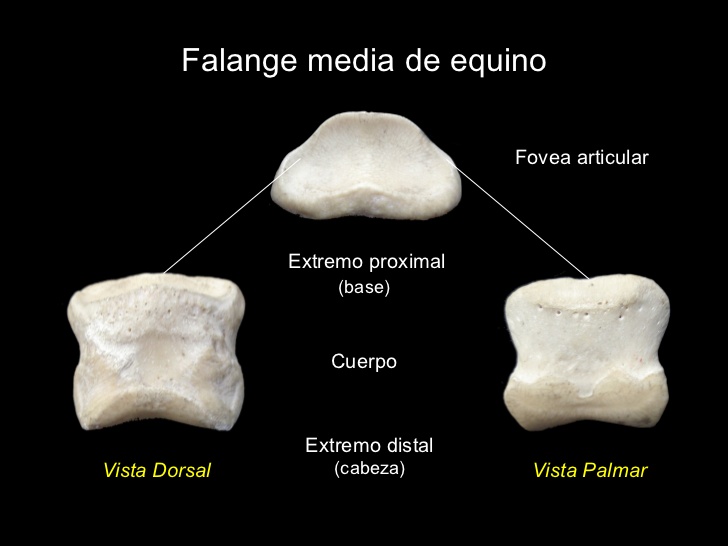 Falange media de equino
Fovea articular
Extremo proximal
(base)
Cuerpo
Extremo distal
(cabeza)
Vista Dorsal
Vista Palmar